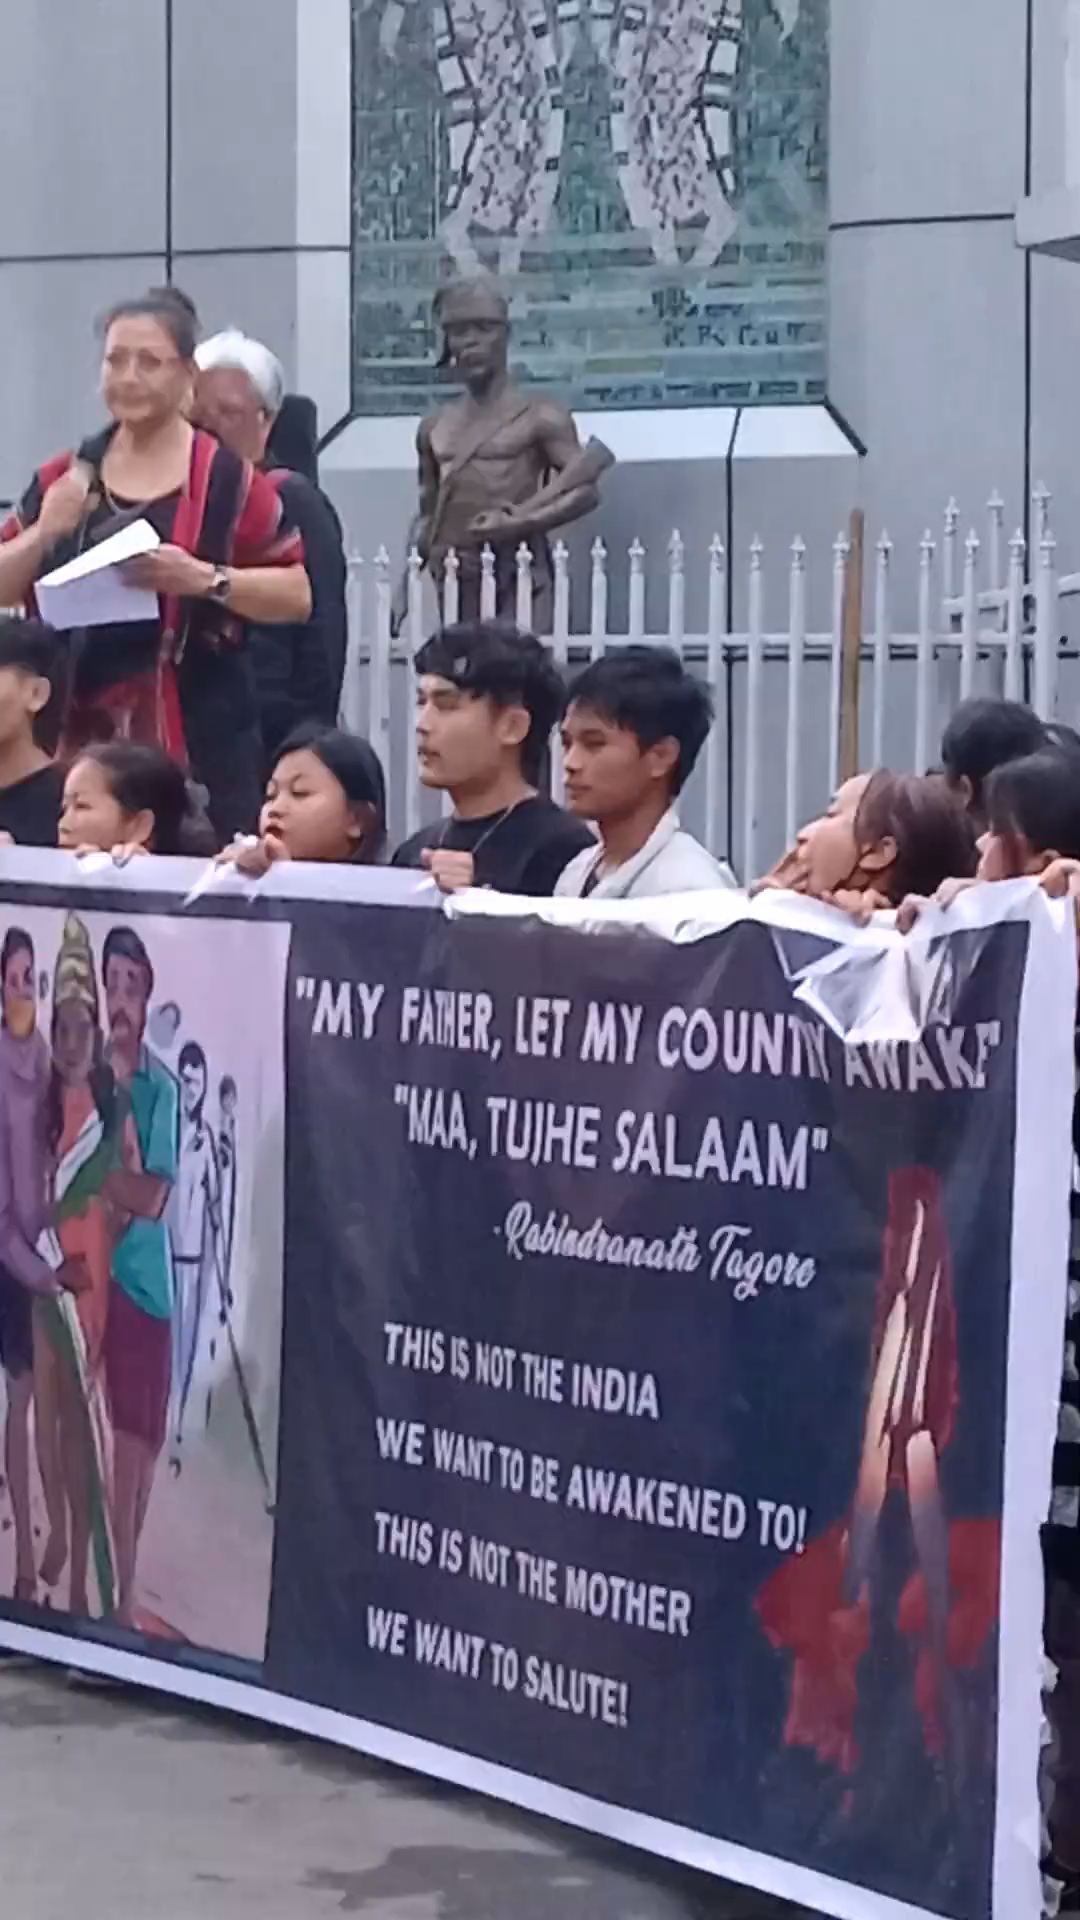 "MY FATHER, LET MY COUNTRY AWAKE"
"MAA, TUJHE SALAAM"
-Rabindranath Tagore
THIS IS NOT THE INDIA
WE WANT TO BE AWAKENED TO!
THIS IS NOT THE MOTHER
WE WANT TO SALUTE!